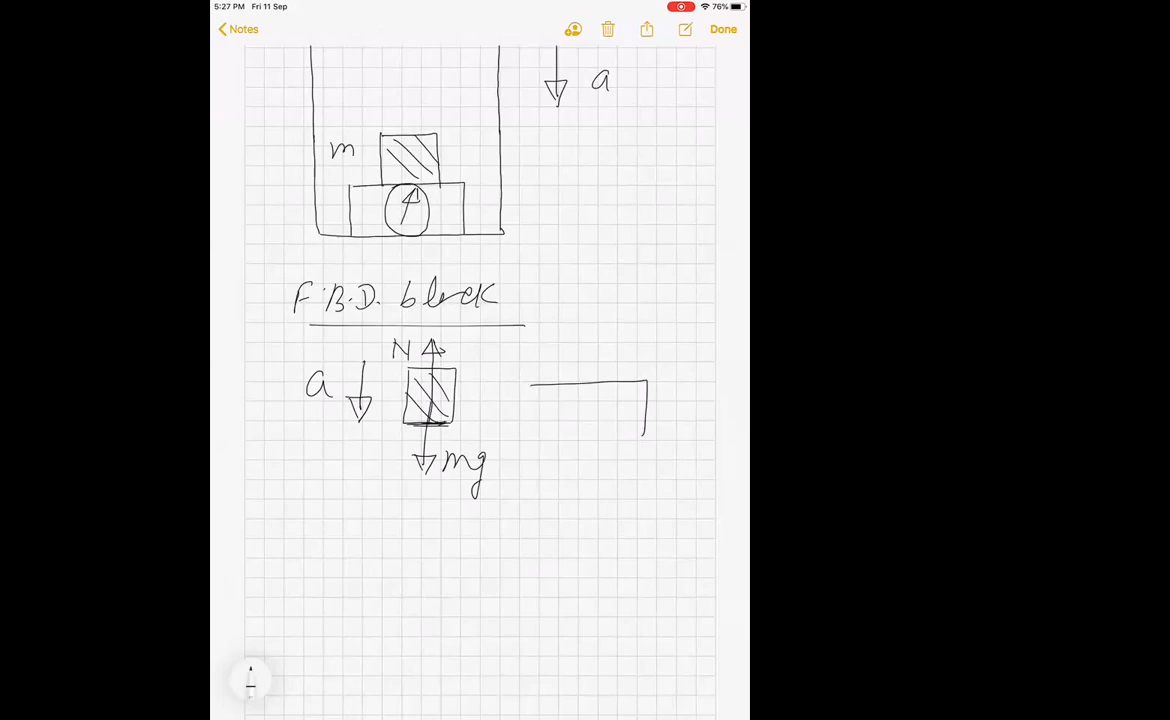 5:27 PM Fri 11 Sep
76%
Notes
Done
a
m
F.B.D. block
N
a
mg